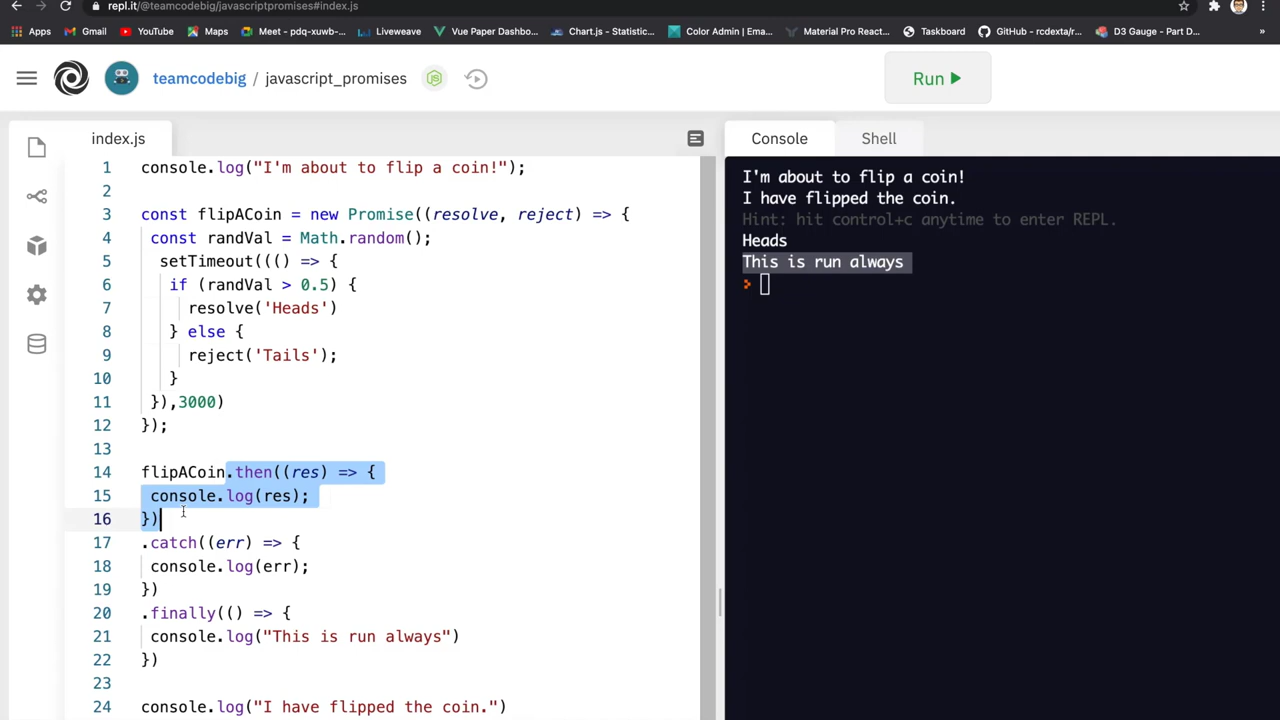 repl.it/@teamcodebig/javascriptpromises#index.js
Apps Gmail YouTube Maps Meet - pdq-xuwb-... Liveweave Vue Paper Dashbo... Chart.js - Statistic... Color Admin | Ema... Material Pro React... Taskboard GitHub - rcdexta/r... D3 Gauge - Part D... »
teamcodebig / javascript_promises
Run
index.js
1 console.log("I'm about to flip a coin!");
2
3 const flipACoin = new Promise((resolve, reject) => {
4 const randVal = Math.random();
5 setTimeout((() => {
6 if (randVal > 0.5) {
7 resolve('Heads')
8 } else {
9 reject('Tails');
10 }
11 }),3000)
12 });
13
14 flipACoin.then((res) => {
15 console.log(res);
16 })
17 .catch((err) => {
18 console.log(err);
19 })
20 .finally(() => {
21 console.log("This is run always")
22 })
23
24 console.log("I have flipped the coin.")
Console Shell
I'm about to flip a coin!
I have flipped the coin.
Hint: hit control+c anytime to enter REPL.
Heads
This is run always
>